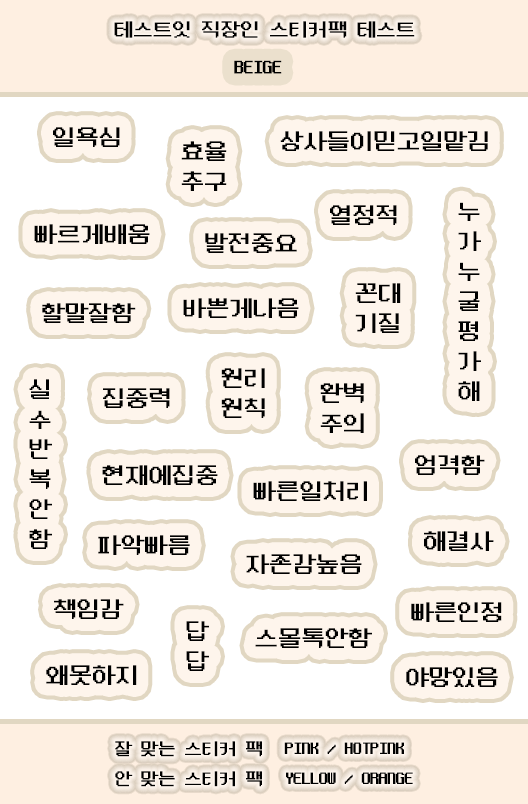 테스트잇 직장인 스티커팩 테스트
BEIGE
일욕심
효율
추구
상사들이믿고일맡김
열정적
누
가
누
굴
평
가
해
빠르게배움
발전중요
할말잘함
바쁜게나음
꼰대
기질
실
수
반
복
안
함
집중력
원리
원칙
완벽
주의
현재에집중
빠른일처리
엄격함
파악빠름
자존감높음
해결사
책임감
답
답
스몰톡안함
빠른인정
왜못하지
야망있음
잘 맞는 스티커 팩 PINK / HOTPINK
안 맞는 스티커 팩 YELLOW / ORANGE